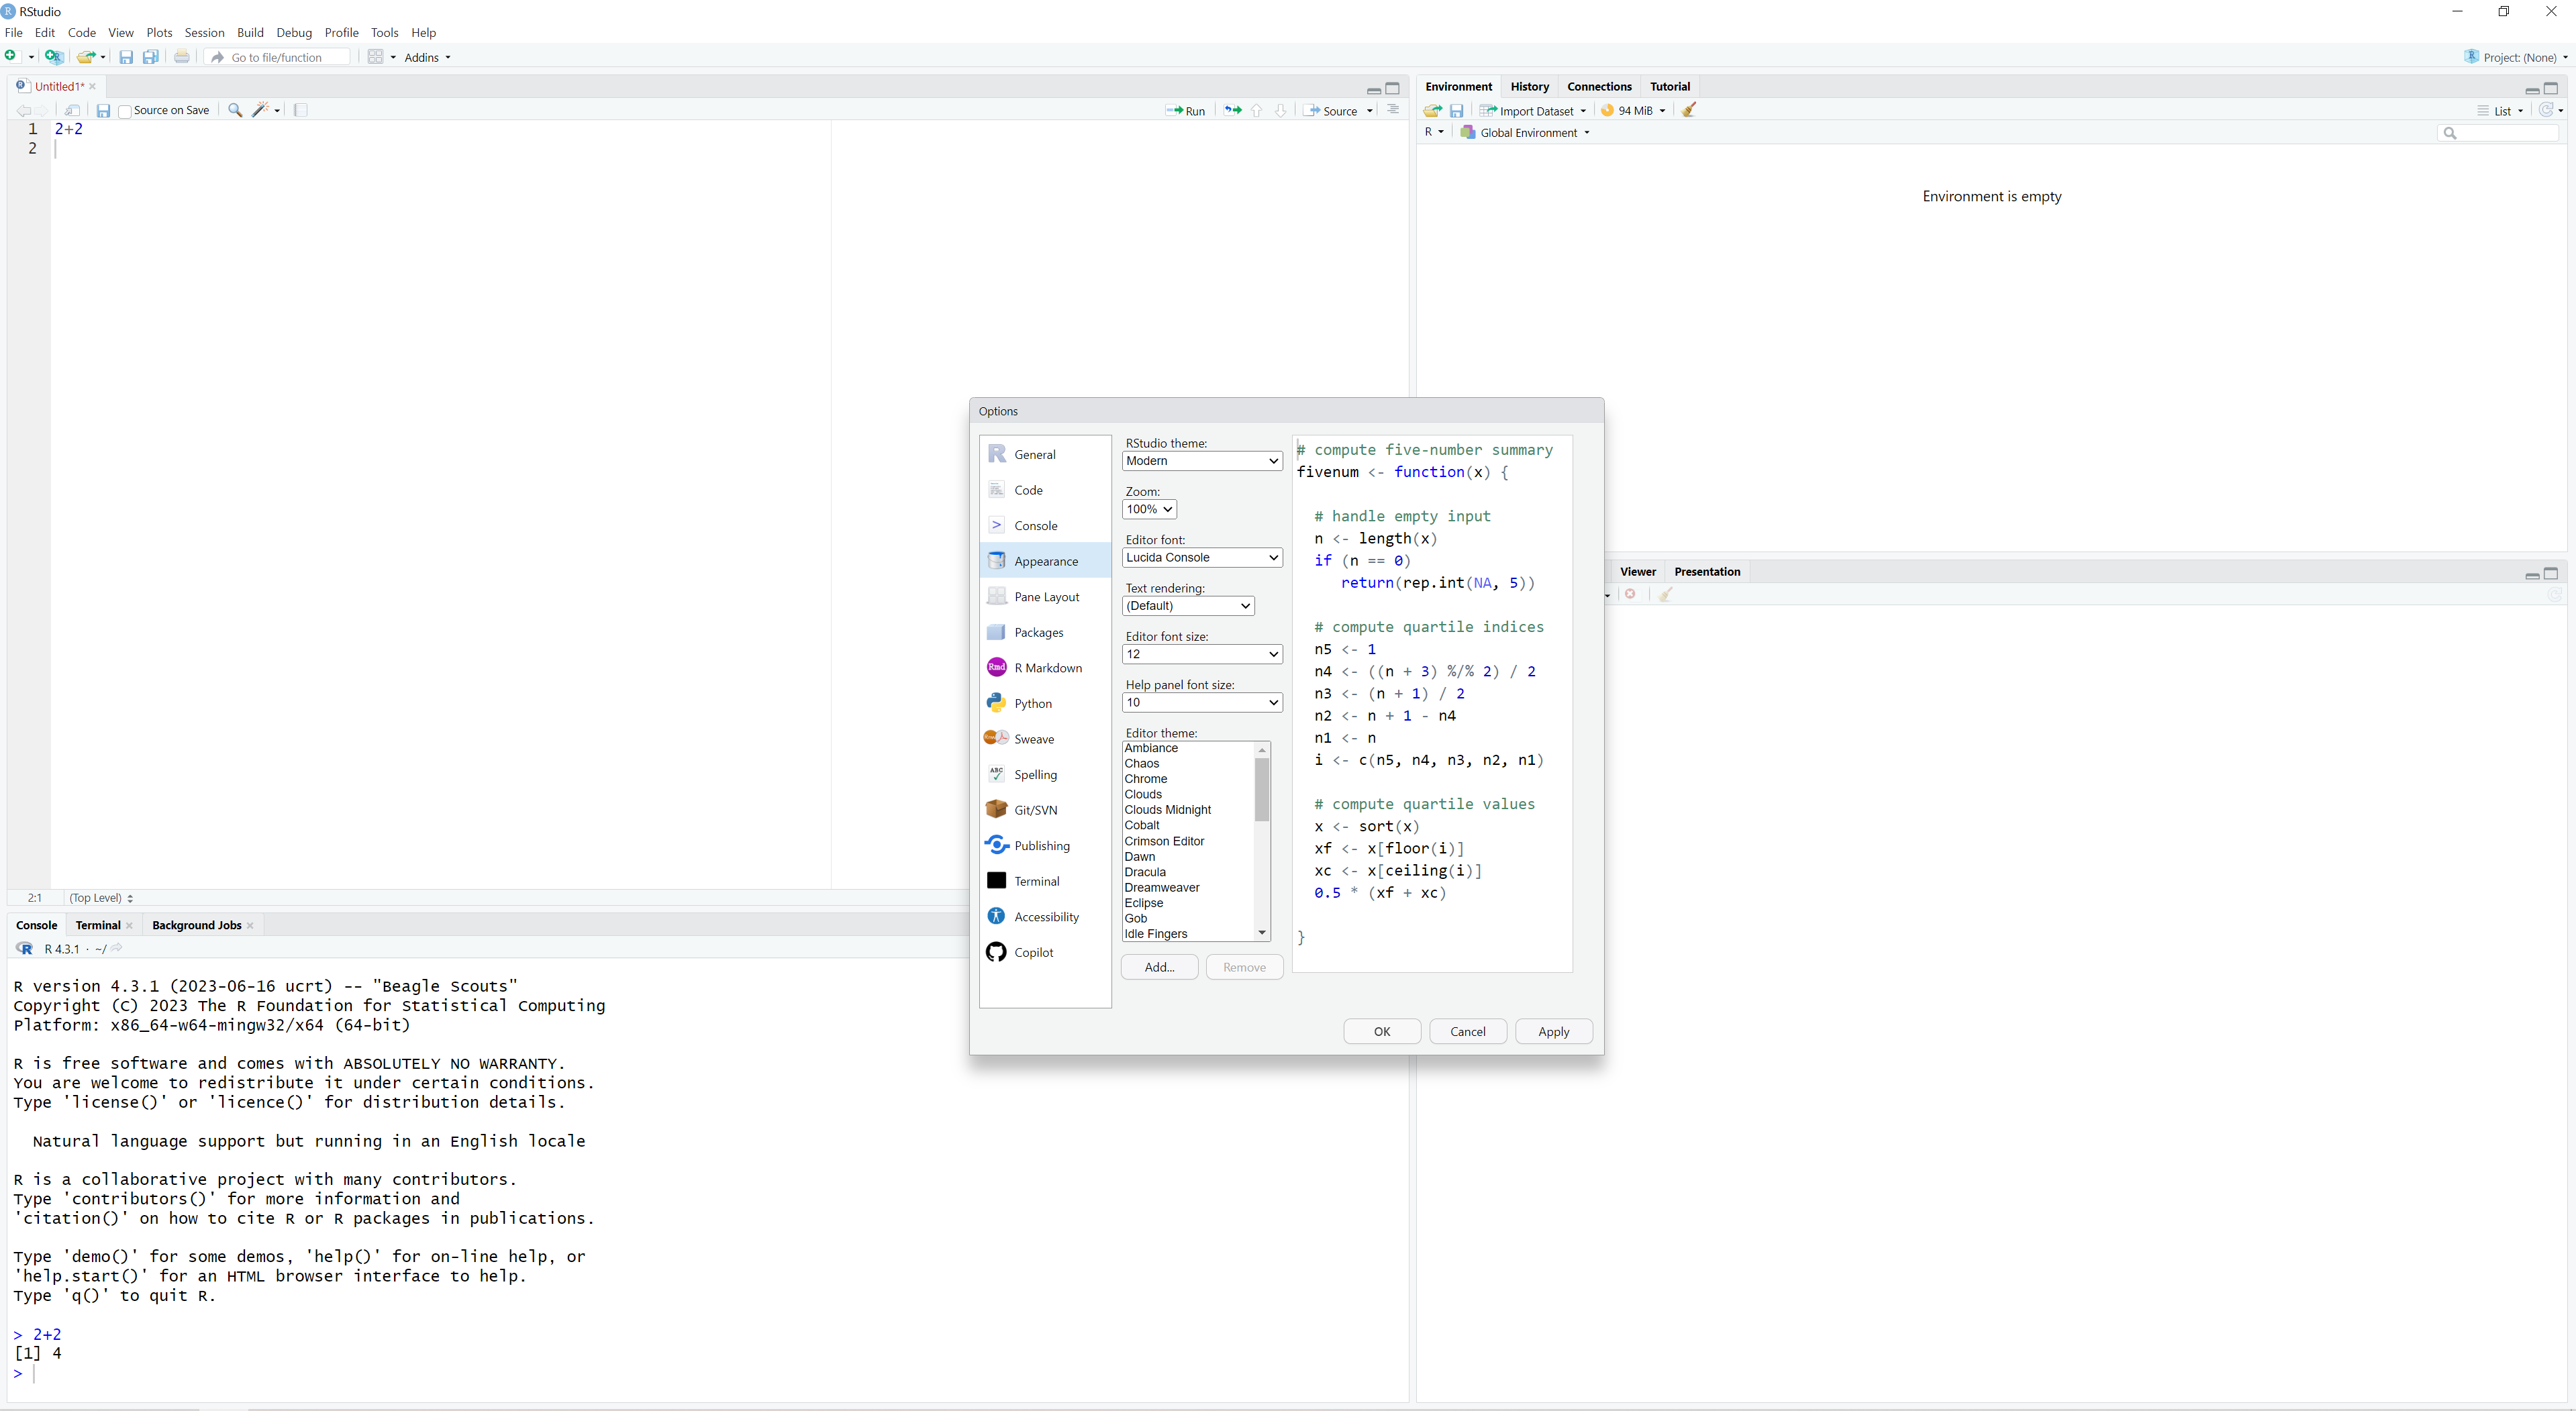 RStudio
File Edit Code View Plots Session Build Debug Profile Tools Help
Go to file/function Addins Project: (None)
Untitled1*
Source on Save Run Source
1 2+2
2
2:1 (Top Level)
Console Terminal Background Jobs
R 4.3.1 · ~/
R version 4.3.1 (2023-06-16 ucrt) -- "Beagle Scouts"
Copyright (C) 2023 The R Foundation for Statistical Computing
Platform: x86_64-w64-mingw32/x64 (64-bit)
R is free software and comes with ABSOLUTELY NO WARRANTY.
You are welcome to redistribute it under certain conditions.
Type 'license()' or 'licence()' for distribution details.
Natural language support but running in an English locale
R is a collaborative project with many contributors.
Type 'contributors()' for more information and
'citation()' on how to cite R or R packages in publications.
Type 'demo()' for some demos, 'help()' for on-line help, or
'help.start()' for an HTML browser interface to help.
Type 'q()' to quit R.
> 2+2
[1] 4
>
Environment History Connections Tutorial
Import Dataset 94 MiB List
R Global Environment
Environment is empty
Viewer Presentation
Options
General
Code
Console
Appearance
Pane Layout
Packages
Rmd R Markdown
Python
Sweave
ABC Spelling
Git/SVN
Publishing
Terminal
Accessibility
Copilot
RStudio theme:
Modern
Zoom:
100%
Editor font:
Lucida Console
Text rendering:
(Default)
Editor font size:
12
Help panel font size:
10
Editor theme:
Ambiance
Chaos
Chrome
Clouds
Clouds Midnight
Cobalt
Crimson Editor
Dawn
Dracula
Dreamweaver
Eclipse
Gob
Idle Fingers
Add... Remove
# compute five-number summary
fivenum <- function(x) {
# handle empty input
n <- length(x)
if (n == 0)
return(rep.int(NA, 5))
# compute quartile indices
n5 <- 1
n4 <- ((n + 3) %/% 2) / 2
n3 <- (n + 1) / 2
n2 <- n + 1 - n4
n1 <- n
i <- c(n5, n4, n3, n2, n1)
# compute quartile values
x <- sort(x)
xf <- x[floor(i)]
xc <- x[ceiling(i)]
0.5 * (xf + xc)
}
OK Cancel Apply